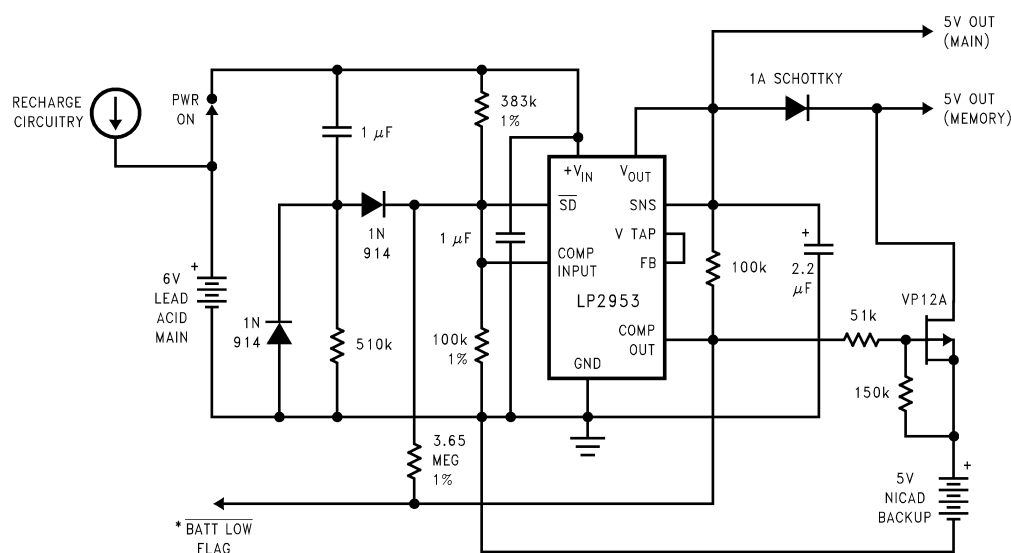 5V OUT
(MAIN)
1A SCHOTTKY
5V OUT
(MEMORY)
RECHARGE
CIRCUITRY
PWR
ON
383k
1%
1 μF
+VIN
VOUT
SD
SNS
1N
914
1 μF
V TAP
FB
COMP
INPUT
100k
+
2.2
μF
6V
LEAD
ACID
MAIN
+
LP2953
VP12A
1N
914
510k
100k
1%
COMP
OUT
51k
GND
150k
3.65
MEG
1%
5V
NICAD
BACKUP
+
* BATT LOW
FLAG